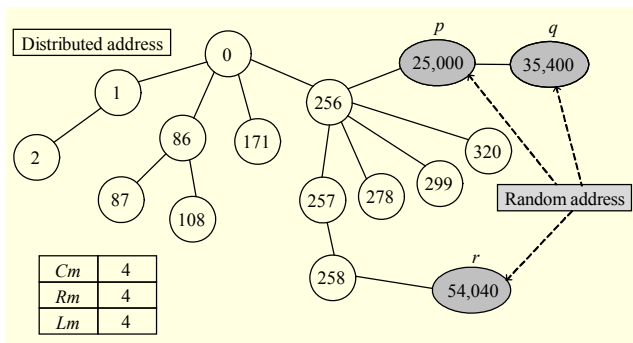 p
q
Distributed address
0
25,000
35,400
1
256
86
171
320
2
299
87
257
278
Random address
108
r
258
Cm 4
54,040
Rm 4
Lm 4